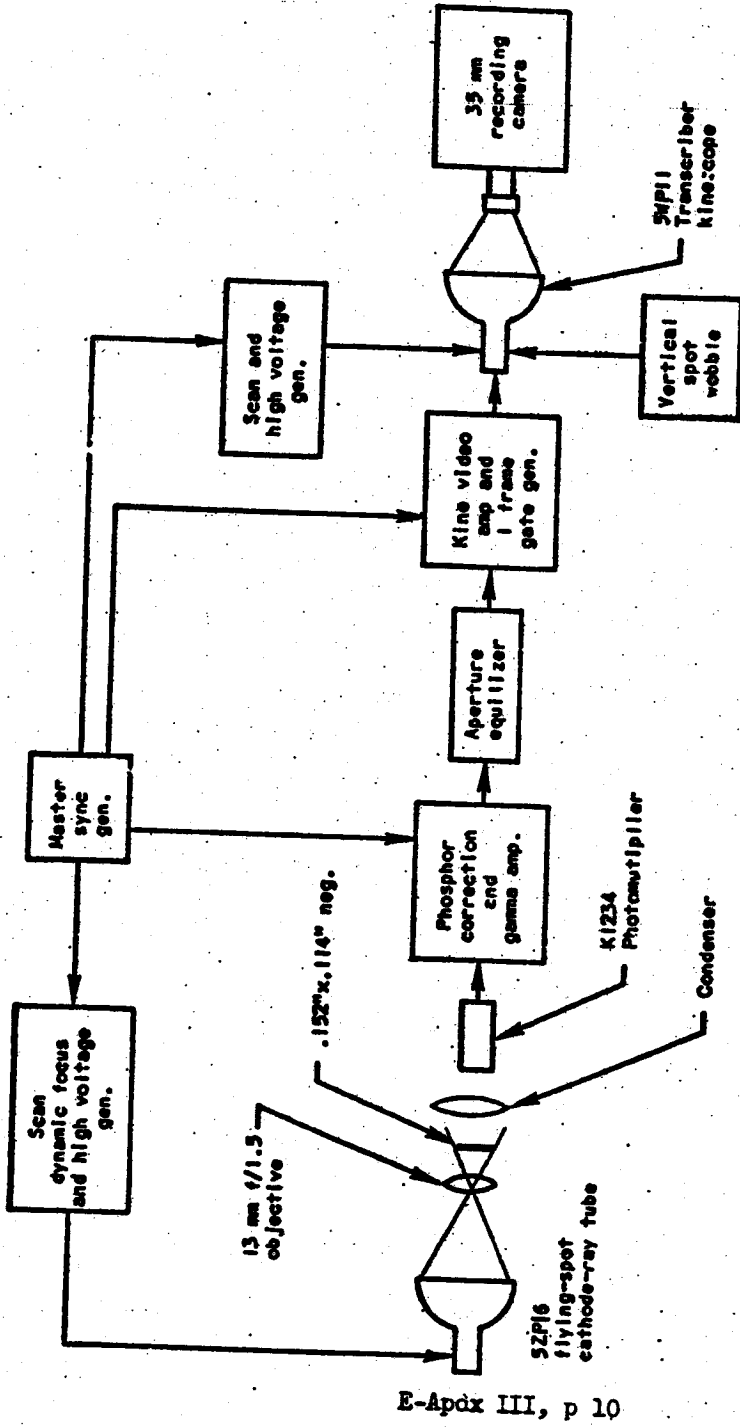 Scan
dynamic focus
and high voltage
gen.
Master
sync
gen.
Scan and
high voltage
gen.
13 mm f/1.5
objective
.152"x.114" neg.
5ZP16
flying-spot
cathode-ray tube
Condenser
K1234
Photomutiplier
Phosphor
correction
and
gamma amp.
Aperture
equilizer
Kine video
amp and
1 frame
gate gen.
Vertical
spot
wobble
5WP11
Transcriber
kine:cope
35 mm
recording
camera
E-Apdx III, p 10